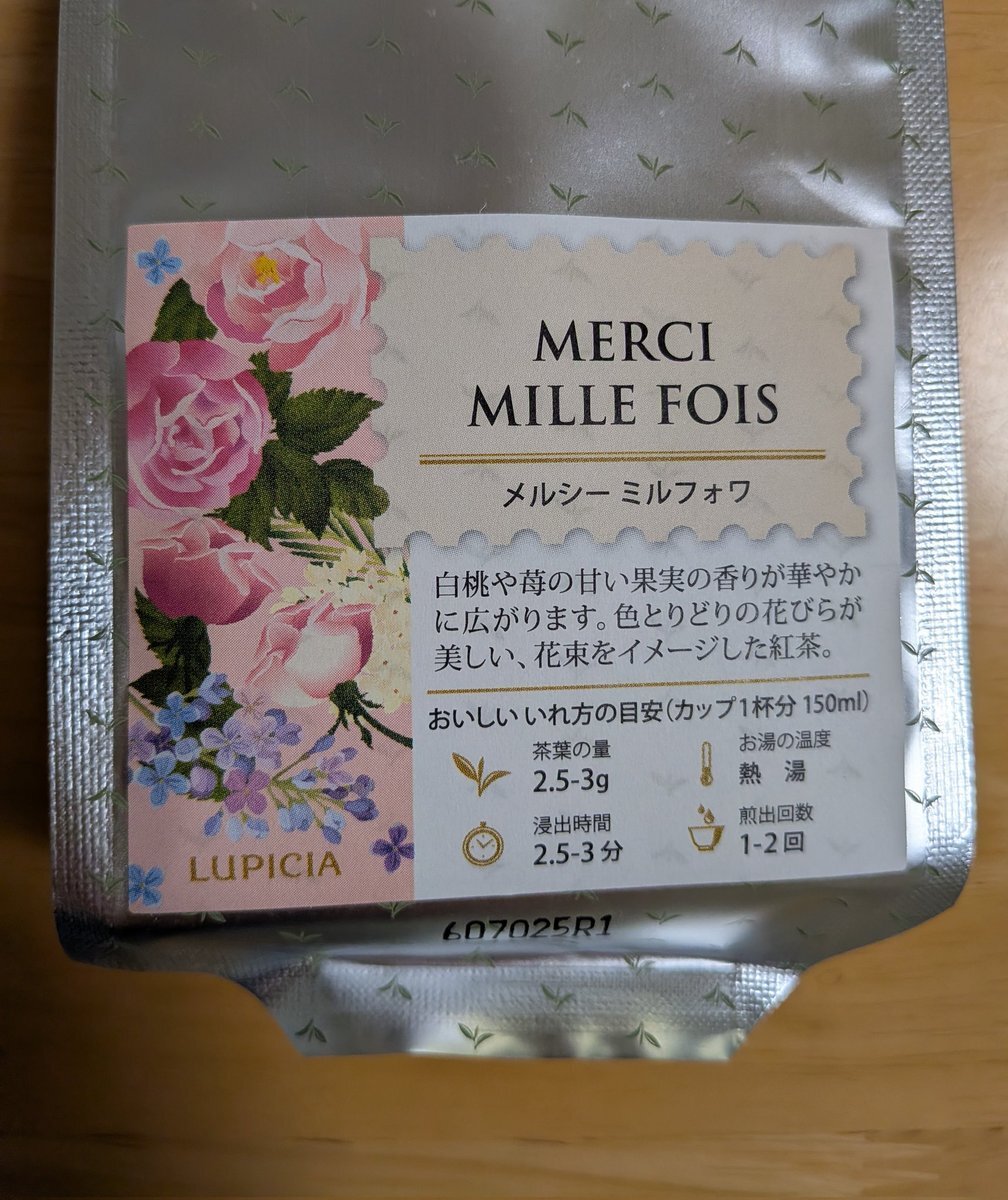 MERCI
MILLE FOIS
メルシー ミルフォワ
白桃や苺の甘い果実の香りが華やか
に広がります。色とりどりの花びらが
美しい、花束をイメージした紅茶。
おいしい いれ方の目安（カップ1杯分 150ml）
茶葉の量
2.5-3g
お湯の温度
熱 湯
浸出時間
2.5-3 分
煎出回数
1-2 回
LUPICIA
607025R1